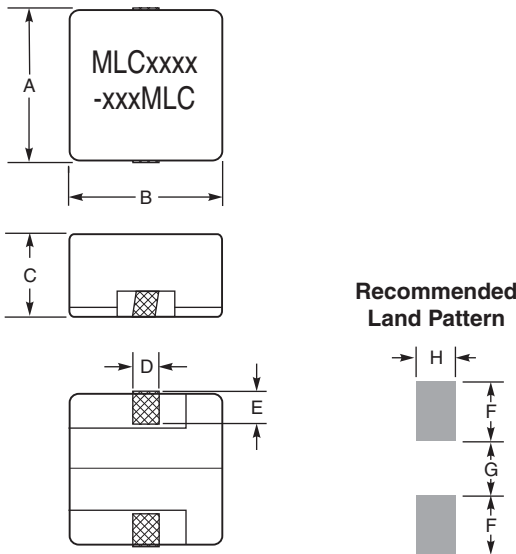 MLCxxxx
-xxxMLC
A
B
C
D
E
Recommended
Land Pattern
H
F
G
F